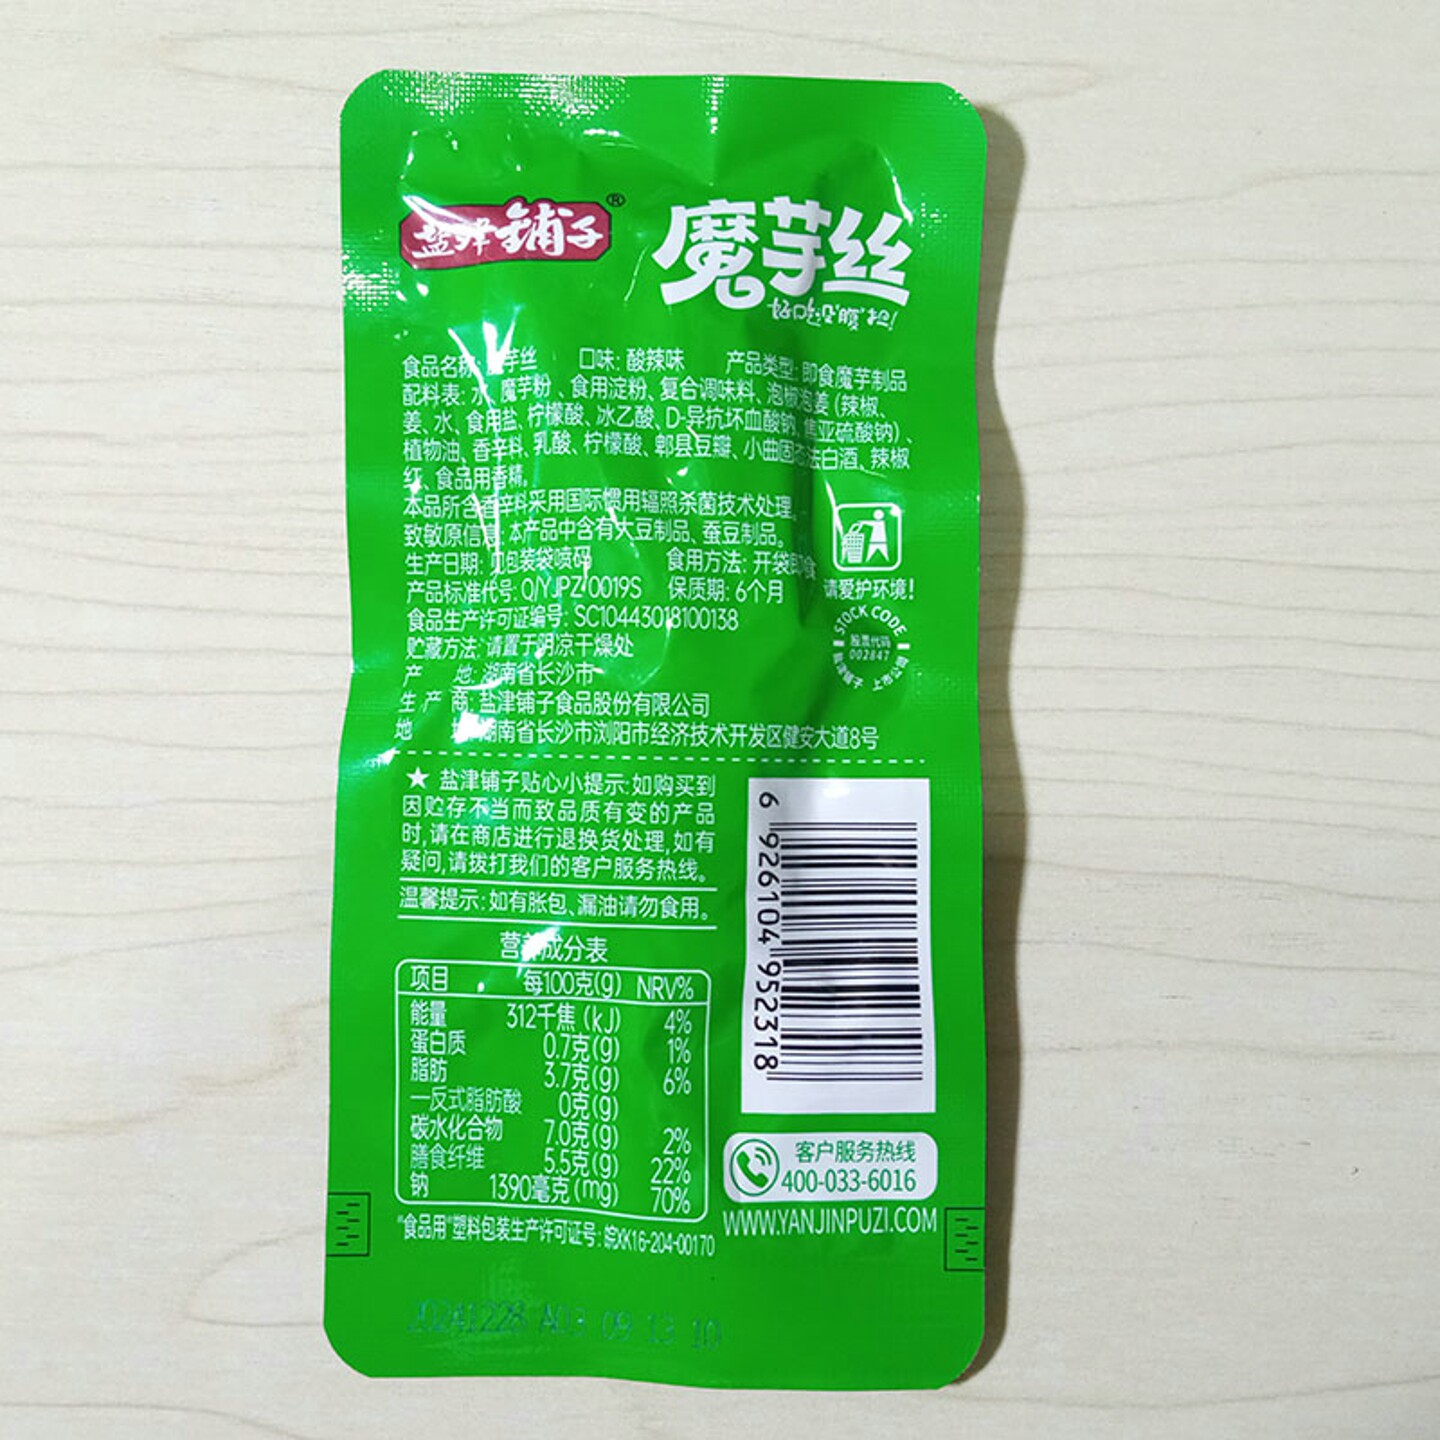 盐津铺子®
魔芋丝
好吃没“腹”担!
食品名称: 魔芋丝 口味: 酸辣味 产品类型: 即食魔芋制品
配料表: 水、魔芋粉、食用淀粉、复合调味料、泡椒泡姜 (辣椒、
姜、水、食用盐、柠檬酸、冰乙酸、D-异抗坏血酸钠、焦亚硫酸钠)、
植物油、香辛料、乳酸、柠檬酸、郫县豆瓣、小曲固态法白酒、辣椒
红、食品用香精。
本品所含香辛料采用国际惯用辐照杀菌技术处理。
致敏原信息: 本产品中含有大豆制品、蚕豆制品。
生产日期: 见包装袋喷码 食用方法: 开袋即食
产品标准代号: Q/YJPZ 0019S 保质期: 6个月
食品生产许可证编号: SC10443018100138
贮藏方法: 请置于阴凉干燥处
产 地: 湖南省长沙市
生 产 商: 盐津铺子食品股份有限公司
地 址: 湖南省长沙市浏阳市经济技术开发区健安大道8号
请爱护环境!
STOCK CODE
股票代码
002847
盐津铺子 上市公司
★ 盐津铺子贴心小提示: 如购买到
因贮存不当而致品质有变的产品
时, 请在商店进行退换货处理, 如有
疑问, 请拨打我们的客户服务热线。
温馨提示: 如有胀包、漏油请勿食用。
营养成分表
项目 每100克(g) NRV%
能量 312千焦 (kJ) 4%
蛋白质 0.7克(g) 1%
脂肪 3.7克(g) 6%
—反式脂肪酸 0克(g)
碳水化合物 7.0克(g) 2%
膳食纤维 5.5克(g) 22%
钠 1390毫克 (mg) 70%
"食品用"塑料包装生产许可证号: 皖XK16-204-00170
6 926104 952318
客户服务热线
400-033-6016
WWW.YANJINPUZI.COM
20241228 A03 09 13 10